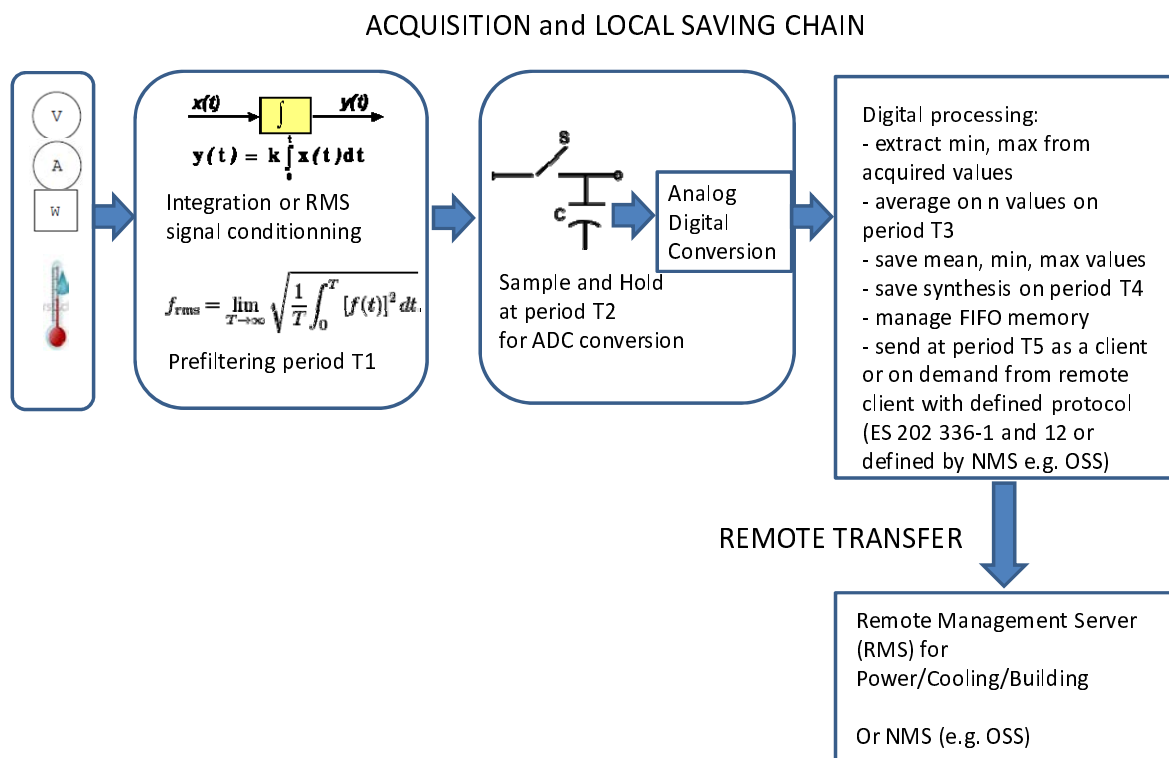 ACQUISITION and LOCAL SAVING CHAIN
V
A
W
x(t)
∫
y(t)
y(t) = k∫₀ᵗ x(t)dt
Integration or RMS
signal conditionning
f_rms = lim T→∞ √(1/T ∫₀ᵀ [f(t)]² dt).
Prefiltering period T1
S
C
Sample and Hold
at period T2
for ADC conversion
Analog
Digital
Conversion
Digital processing:
- extract min, max from
acquired values
- average on n values on
period T3
- save mean, min, max values
- save synthesis on period T4
- manage FIFO memory
- send at period T5 as a client
or on demand from remote
client with defined protocol
(ES 202 336-1 and 12 or
defined by NMS e.g. OSS)
REMOTE TRANSFER
Remote Management Server
(RMS) for
Power/Cooling/Building
Or NMS (e.g. OSS)